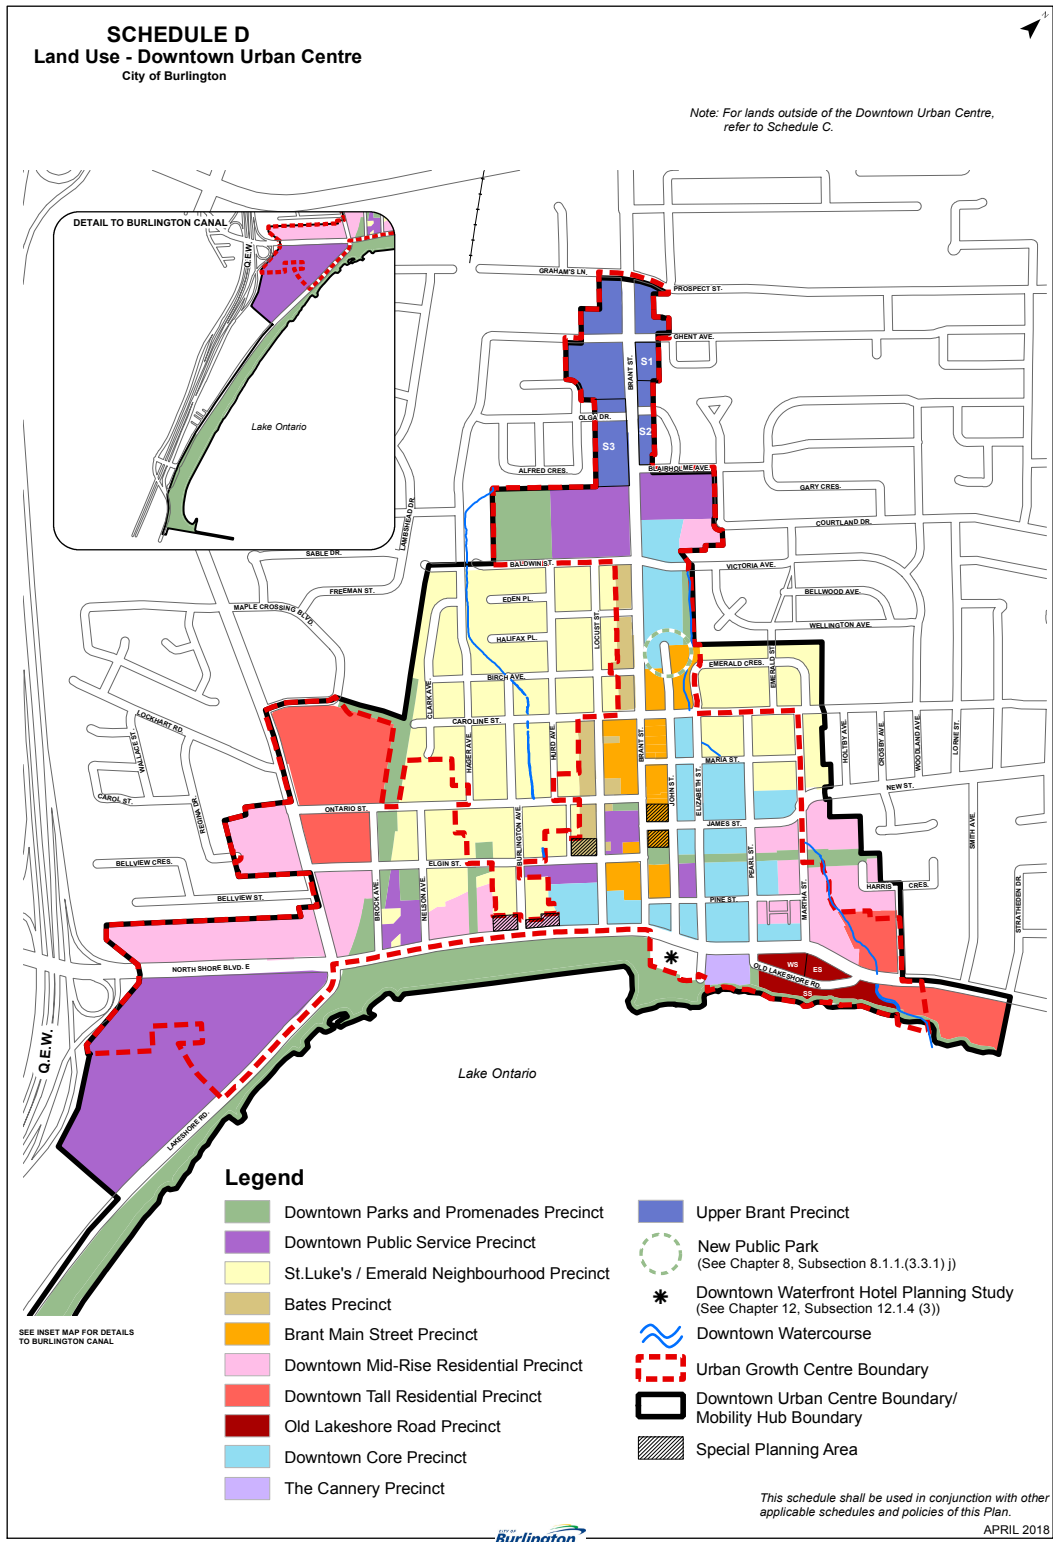 SCHEDULE D
Land Use - Downtown Urban Centre
City of Burlington
N
Note: For lands outside of the Downtown Urban Centre,
refer to Schedule C.
DETAIL TO BURLINGTON CANAL
Q.E.W.
Lake Ontario
GRAHAM'S LN.
PROSPECT ST.
GHENT AVE.
BRANT ST.
S1
OLGA DR.
S2
S3
ALFRED CRES.
BLAIRHOLME AVE.
GARY CRES.
LAMBSHEAD DR.
COURTLAND DR.
SABLE DR.
BALDWIN ST.
VICTORIA AVE.
FREEMAN ST.
EDEN PL.
BELLWOOD AVE.
MAPLE CROSSING BLVD.
LOCUST ST.
WELLINGTON AVE.
HALIFAX PL.
EMERALD ST.
EMERALD CRES.
BIRCH AVE.
CLARK AVE.
LOCKHART RD
CAROLINE ST.
WALLACE ST.
HAGER AVE.
HURD AVE.
BRANT ST.
MARIA ST.
HOLTBY AVE.
CROSBY AVE.
WOODLAND AVE.
LORNE ST.
CAROL ST.
REGINA DR.
JOHN ST.
ELIZABETH ST.
NEW ST.
ONTARIO ST.
BURLINGTON AVE.
JAMES ST.
SMITH AVE.
BELLVIEW CRES.
ELGIN ST.
PEARL ST.
BELLVIEW ST.
BROCK AVE.
NELSON AVE.
PINE ST.
MARTHA ST.
HARRIS CRES.
STRATHEDEN DR.
NORTH SHORE BLVD. E
WS
ES
OLD LAKESHORE RD.
SS
Q.E.W.
Lake Ontario
LAKESHORE RD.
SEE INSET MAP FOR DETAILS
TO BURLINGTON CANAL
Legend
Downtown Parks and Promenades Precinct
Downtown Public Service Precinct
St.Luke's / Emerald Neighbourhood Precinct
Bates Precinct
Brant Main Street Precinct
Downtown Mid-Rise Residential Precinct
Downtown Tall Residential Precinct
Old Lakeshore Road Precinct
Downtown Core Precinct
The Cannery Precinct
Upper Brant Precinct
New Public Park
(See Chapter 8, Subsection 8.1.1.(3.3.1) j)
Downtown Waterfront Hotel Planning Study
(See Chapter 12, Subsection 12.1.4 (3))
Downtown Watercourse
Urban Growth Centre Boundary
Downtown Urban Centre Boundary/
Mobility Hub Boundary
Special Planning Area
This schedule shall be used in conjunction with other
applicable schedules and policies of this Plan.
APRIL 2018
CITY OF
Burlington